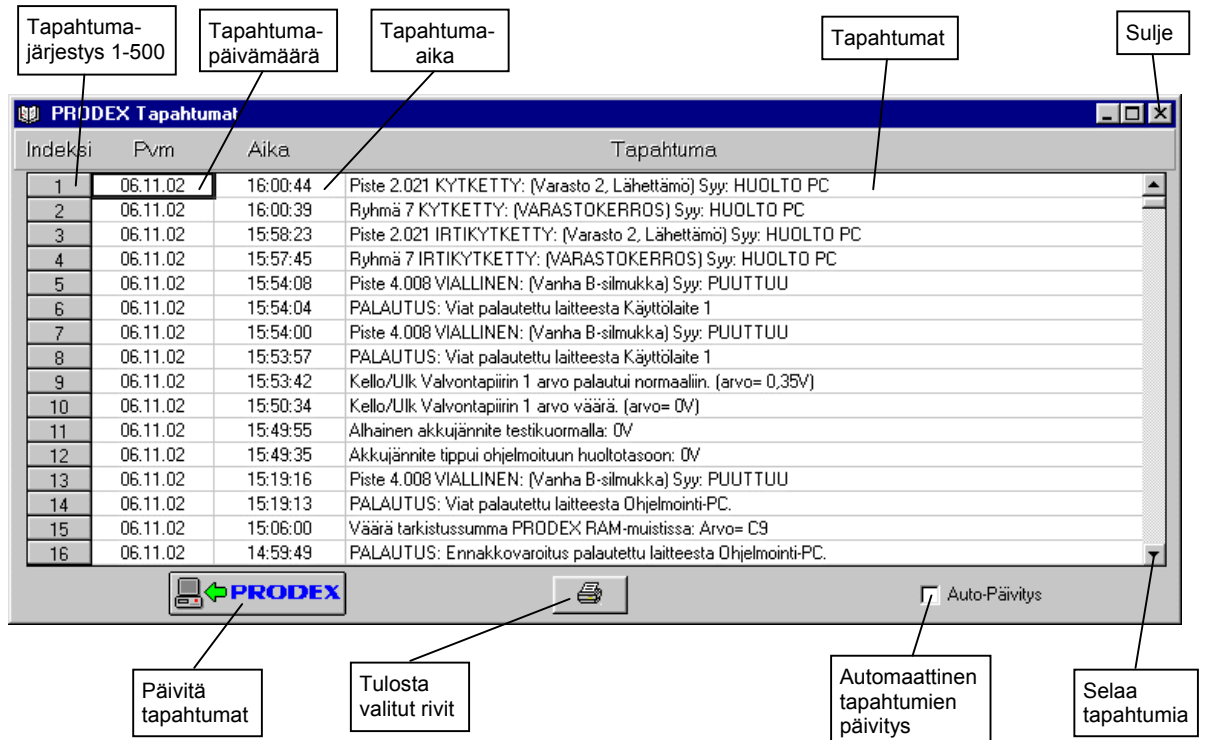 Tapahtuma-
järjestys 1-500
Tapahtuma-
päivämäärä
Tapahtuma-
aika
Tapahtumat
Sulje
PRODEX Tapahtumat
Indeksi Pvm Aika Tapahtuma
1 06.11.02 16:00:44 Piste 2.021 KYTKETTY: (Varasto 2, Lähettämö) Syy: HUOLTO PC
2 06.11.02 16:00:39 Ryhmä 7 KYTKETTY: (VARASTOKERROS) Syy: HUOLTO PC
3 06.11.02 15:58:23 Piste 2.021 IRTIKYTKETTY: (Varasto 2, Lähettämö) Syy: HUOLTO PC
4 06.11.02 15:57:45 Ryhmä 7 IRTIKYTKETTY: (VARASTOKERROS) Syy: HUOLTO PC
5 06.11.02 15:54:08 Piste 4.008 VIALLINEN: (Vanha B-silmukka) Syy: PUUTTUU
6 06.11.02 15:54:04 PALAUTUS: Viat palautettu laitteesta Käyttölaite 1
7 06.11.02 15:54:00 Piste 4.008 VIALLINEN: (Vanha B-silmukka) Syy: PUUTTUU
8 06.11.02 15:53:57 PALAUTUS: Viat palautettu laitteesta Käyttölaite 1
9 06.11.02 15:53:42 Kello/Ulk Valvontapiirin 1 arvo palautui normaaliin. (arvo= 0,35V)
10 06.11.02 15:50:34 Kello/Ulk Valvontapiirin 1 arvo väärä. (arvo= 0V)
11 06.11.02 15:49:55 Alhainen akkujännite testikuormalla: 0V
12 06.11.02 15:49:35 Akkujännite tippui ohjelmoituun huoltotasoon: 0V
13 06.11.02 15:19:16 Piste 4.008 VIALLINEN: (Vanha B-silmukka) Syy: PUUTTUU
14 06.11.02 15:19:13 PALAUTUS: Viat palautettu laitteesta Ohjelmointi-PC.
15 06.11.02 15:06:00 Väärä tarkistussumma PRODEX RAM-muistissa: Arvo= C9
16 06.11.02 14:59:49 PALAUTUS: Ennakkovaroitus palautettu laitteesta Ohjelmointi-PC.
PRODEX
Auto-Päivitys
Päivitä
tapahtumat
Tulosta
valitut rivit
Automaattinen
tapahtumien
päivitys
Selaa
tapahtumia